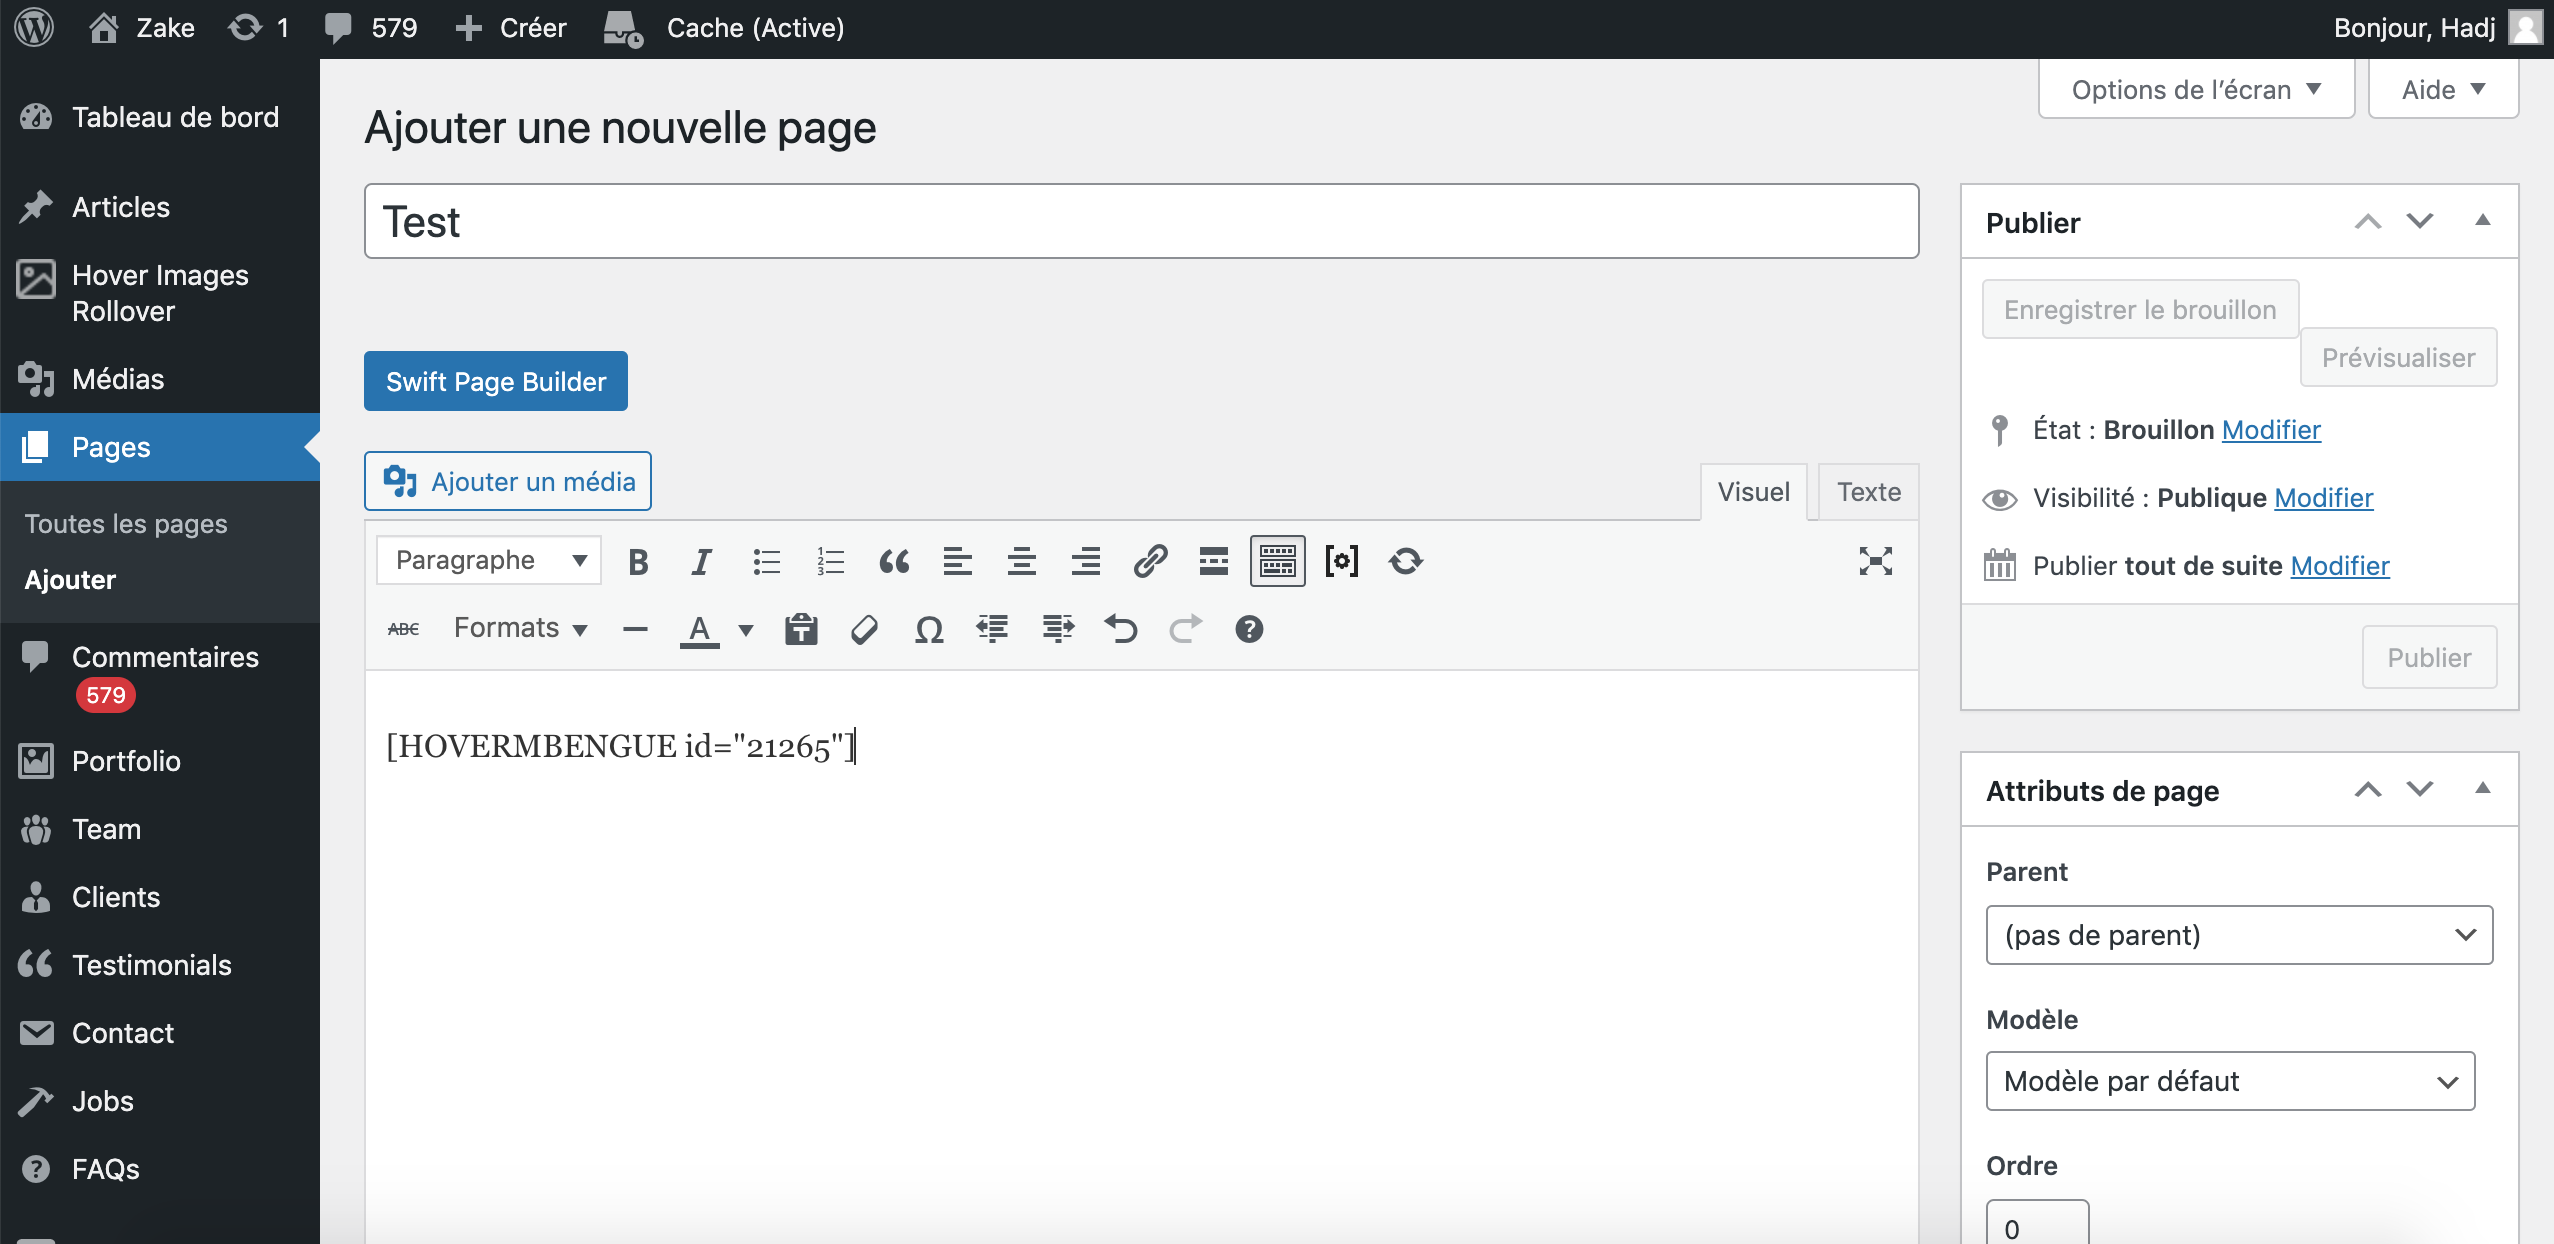 Zake
1
579
Créer
Cache (Active)
Bonjour, Hadj
Tableau de bord
Articles
Hover Images
Rollover
Médias
Pages
Toutes les pages
Ajouter
Commentaires
579
Portfolio
Team
Clients
Testimonials
Contact
Jobs
FAQs
Options de l’écran
Aide
Ajouter une nouvelle page
Test
Swift Page Builder
Ajouter un média
Visuel
Texte
Paragraphe
ABC
Formats
[HOVERMBENGUE id="21265"]
Publier
Enregistrer le brouillon
Prévisualiser
État : Brouillon Modifier
Visibilité : Publique Modifier
Publier tout de suite Modifier
Publier
Attributs de page
Parent
(pas de parent)
Modèle
Modèle par défaut
Ordre
0